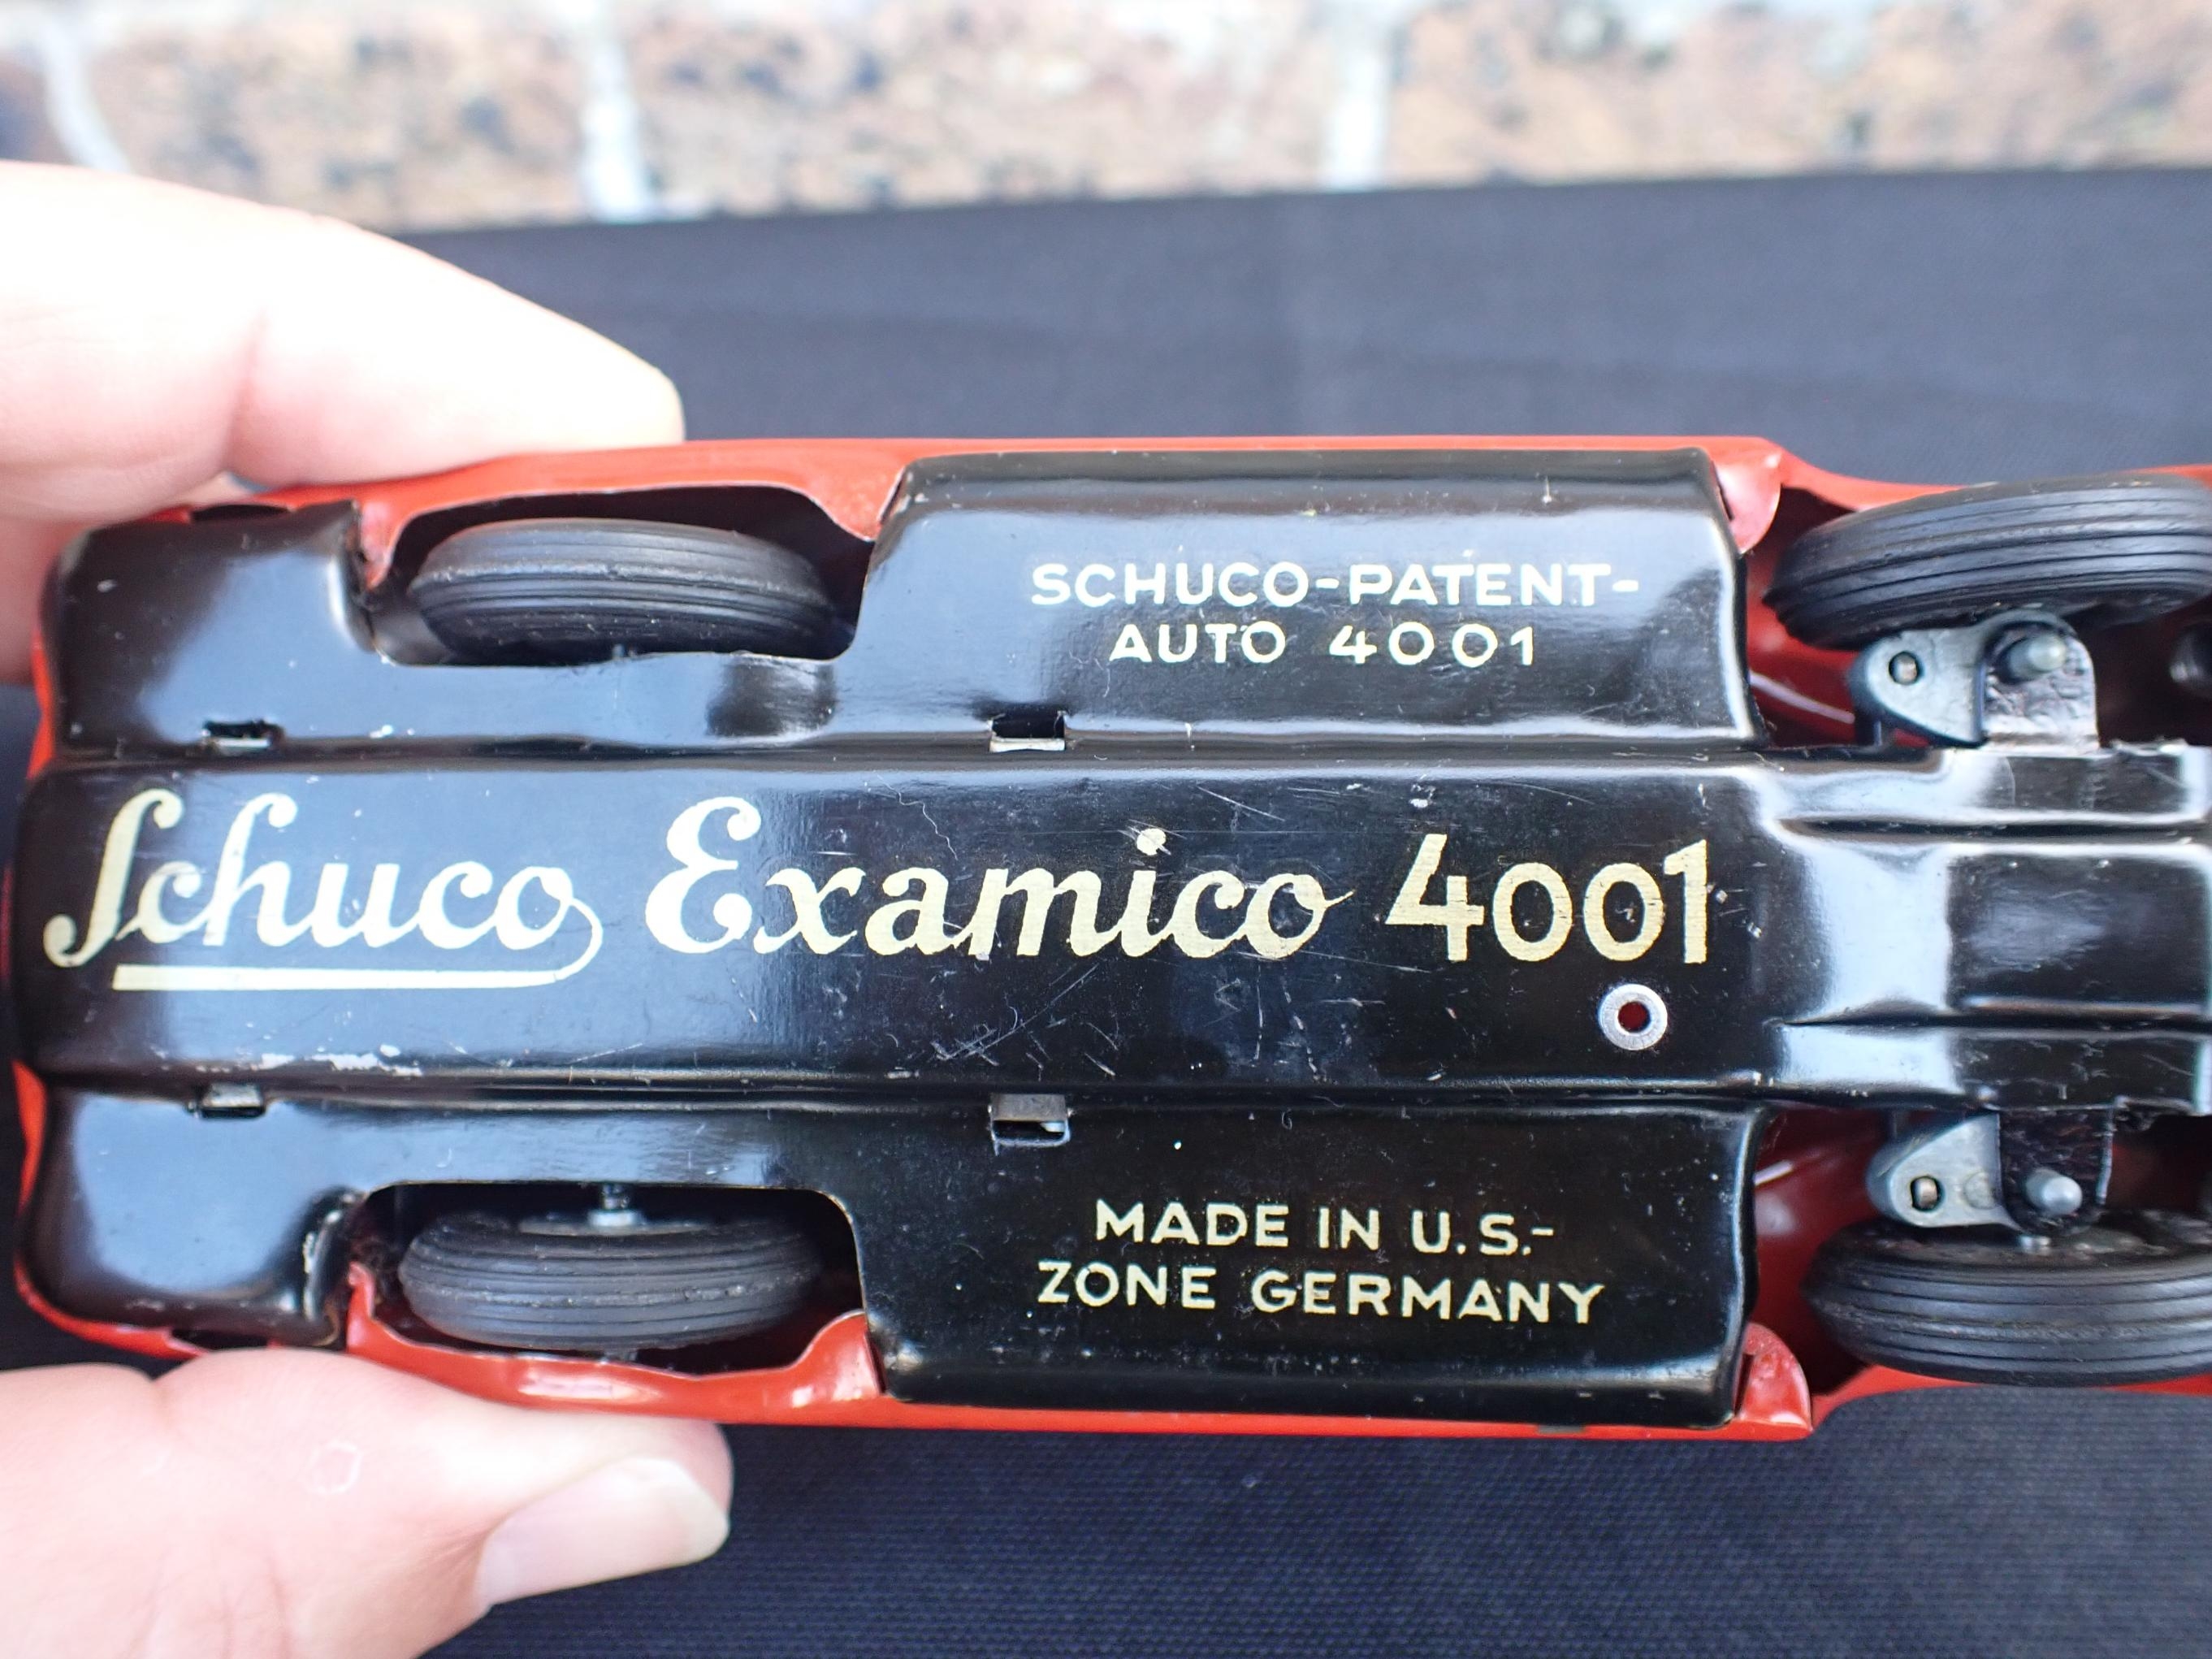 SCHUCO-PATENT-
AUTO 4001
Schuco Examico 4001
MADE IN U.S.-
ZONE GERMANY